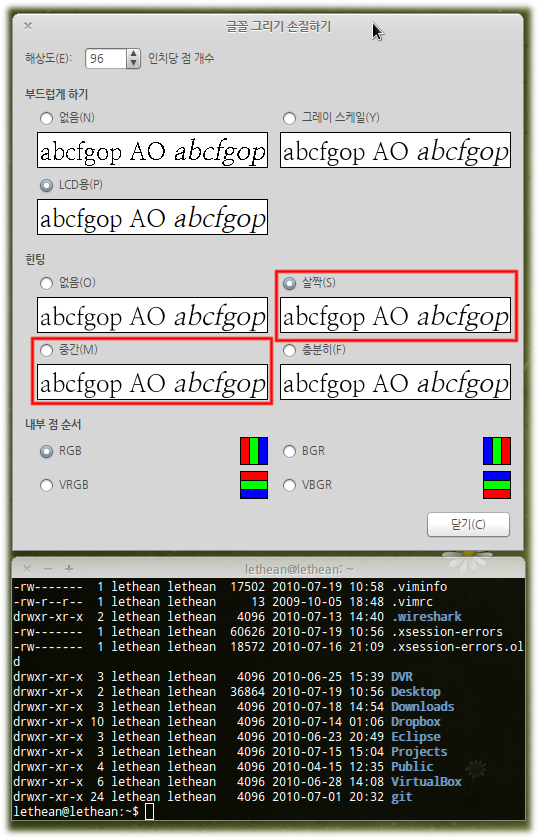 글꼴 그리기 손질하기
해상도(E): 96 인치당 점 개수
부드럽게 하기
없음(N) 그레이 스케일(Y)
abcfgop AO abcfgop abcfgop AO abcfgop
LCD용(P)
abcfgop AO abcfgop
힌팅
없음(O) 살짝(S)
abcfgop AO abcfgop abcfgop AO abcfgop
중간(M) 충분히(F)
abcfgop AO abcfgop abcfgop AO abcfgop
내부 점 순서
RGB BGR
VRGB VBGR
닫기(C)
lethean@lethean: ~
-rw------- 1 lethean lethean 17502 2010-07-19 10:58 .viminfo
-rw-r--r-- 1 lethean lethean 13 2009-10-05 18:48 .vimrc
drwxr-xr-x 2 lethean lethean 4096 2010-07-13 14:40 .wireshark
-rw------- 1 lethean lethean 60626 2010-07-19 10:56 .xsession-errors
-rw------- 1 lethean lethean 18572 2010-07-16 21:09 .xsession-errors.ol
d
drwxr-xr-x 3 lethean lethean 4096 2010-06-25 15:39 DVR
drwxr-xr-x 2 lethean lethean 36864 2010-07-19 10:56 Desktop
drwxr-xr-x 5 lethean lethean 4096 2010-07-18 14:54 Downloads
drwxr-xr-x 10 lethean lethean 4096 2010-07-14 01:06 Dropbox
drwxr-xr-x 3 lethean lethean 4096 2010-06-23 20:49 Eclipse
drwxr-xr-x 3 lethean lethean 4096 2010-07-15 15:04 Projects
drwxr-xr-x 4 lethean lethean 4096 2010-04-15 12:35 Public
drwxr-xr-x 6 lethean lethean 4096 2010-06-28 14:08 VirtualBox
drwxr-xr-x 24 lethean lethean 4096 2010-07-01 20:32 git
lethean@lethean:~$